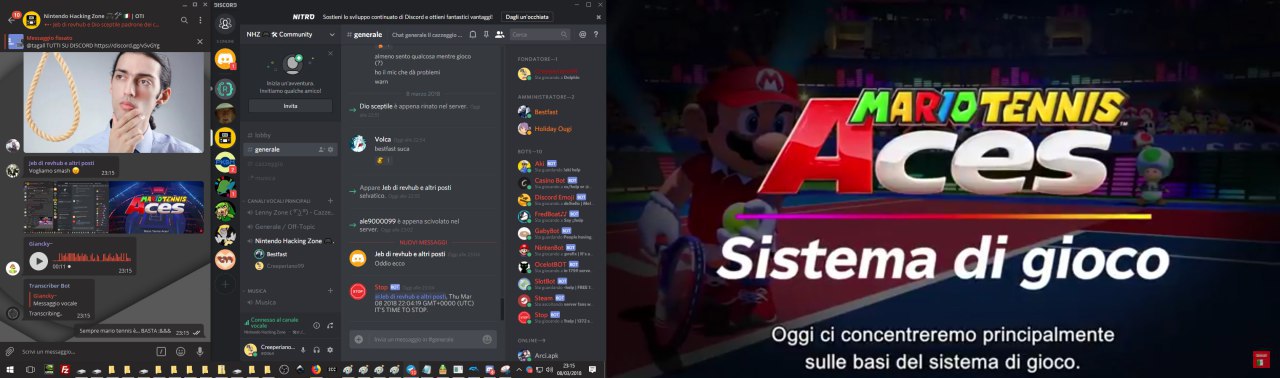 Nintendo Hacking Zone
| OTI
Jeb di revhub e Dio sceptile padrone dei c...
Messaggio fissato
@tagall TUTTI SU DISCORD https://discord.gg/v5vGYg
Jeb di revhub e altri posti
Vogliamo smash
23:15
MARIO TENNIS
Aces
23:15
Giancky~
00:11
23:15
Transcriber Bot
Giancky~
Messaggio vocale
Transcribing..
23:15
Sempre mario tennis è... BASTA:&&&
23:15
Scrivi un messaggio...
DISCORD
NHZ
Community
Inizia un'avventura.
Invitiamo qualche amico!
Invita
lobby
generale
cazzeggio
musica
CANALI VOCALI PRINCIPALI
Lenny Zone
- Cazze...
Generale / Off-Topic
Nintendo Hacking Zone
Bestfast
Creeperiano99
MUSICA
Musica
Connesso al canale
vocale
Creeperiano...
NITRO
Sostieni lo sviluppo continuato di Discord e ottieni fantastici vantaggi!
Dagli un'occhiata
# generale
Chat generale Il cazzeggio ...
Cerca
almeno sento qualcosa mentre gioco
(?)
ho il mic che dà problemi
warn
8 marzo 2018
Dio sceptile è appena rinato nel server.
Volca
bestfast suca
Appare Jeb di revhub e altri posti
selvatico.
ale9000099 è appena scivolato nel
server.
NUOVI MESSAGGI
Jeb di revhub e altri posti
Oddio ecco
Stop BOT
@Jeb di revhub e altri posti, Thu Mar
08 2018 22:04:19 GMT+0000 (UTC)
IT'S TIME TO STOP.
Invia un messaggio in #generale
FONDATORE—1
Sta giocando a Dolphin
AMMINISTRATORE—2
Bestfast
Holiday Ougi
BOTS—10
Aki BOT
Casino Bot BOT
Discord Emoji BOT
FredBoat♪♪ BOT
GabyBot BOT
NintenBot BOT
OcelotBOT BOT
SlotBot BOT
Steam BOT
Stop BOT
ONLINE—9
Arci.apk
23:15
08/03/2018
MARIO TENNIS
Aces
Sistema di gioco
Oggi ci concentreremo principalmente
sulle basi del sistema di gioco.